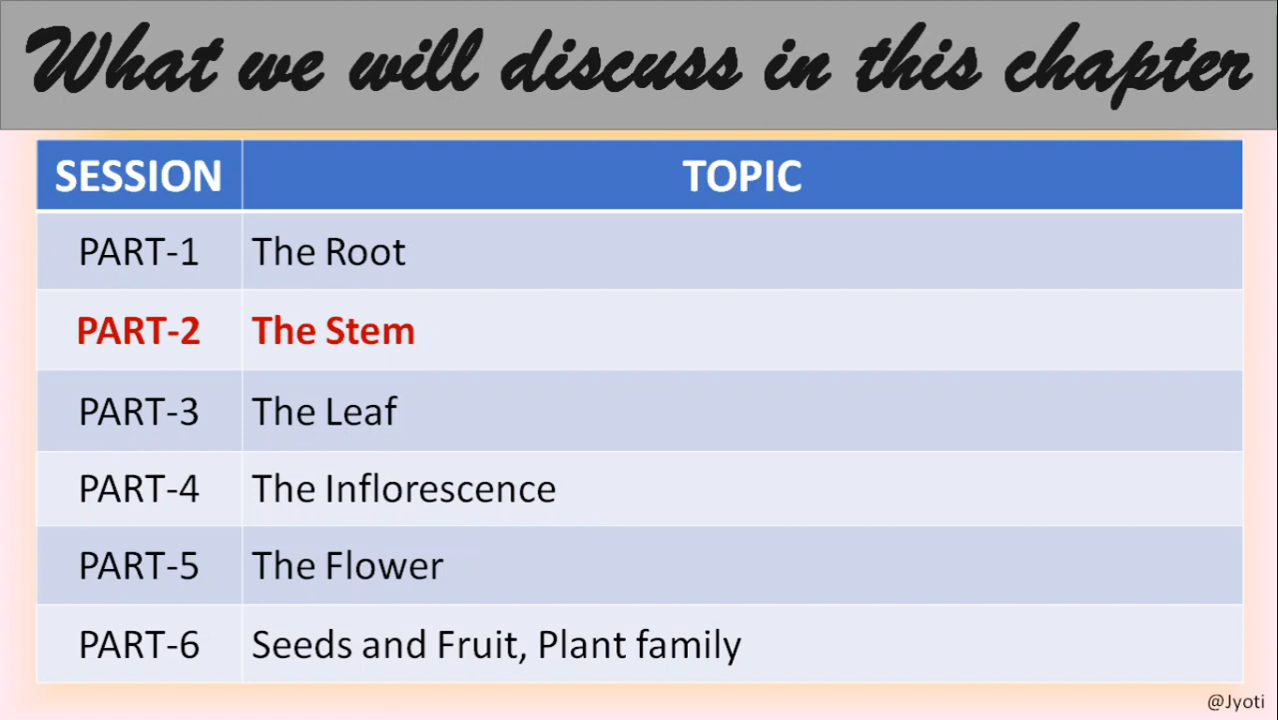 What we will discuss in this chapter
SESSION TOPIC
PART-1 The Root
PART-2 The Stem
PART-3 The Leaf
PART-4 The Inflorescence
PART-5 The Flower
PART-6 Seeds and Fruit, Plant family
@Jyoti